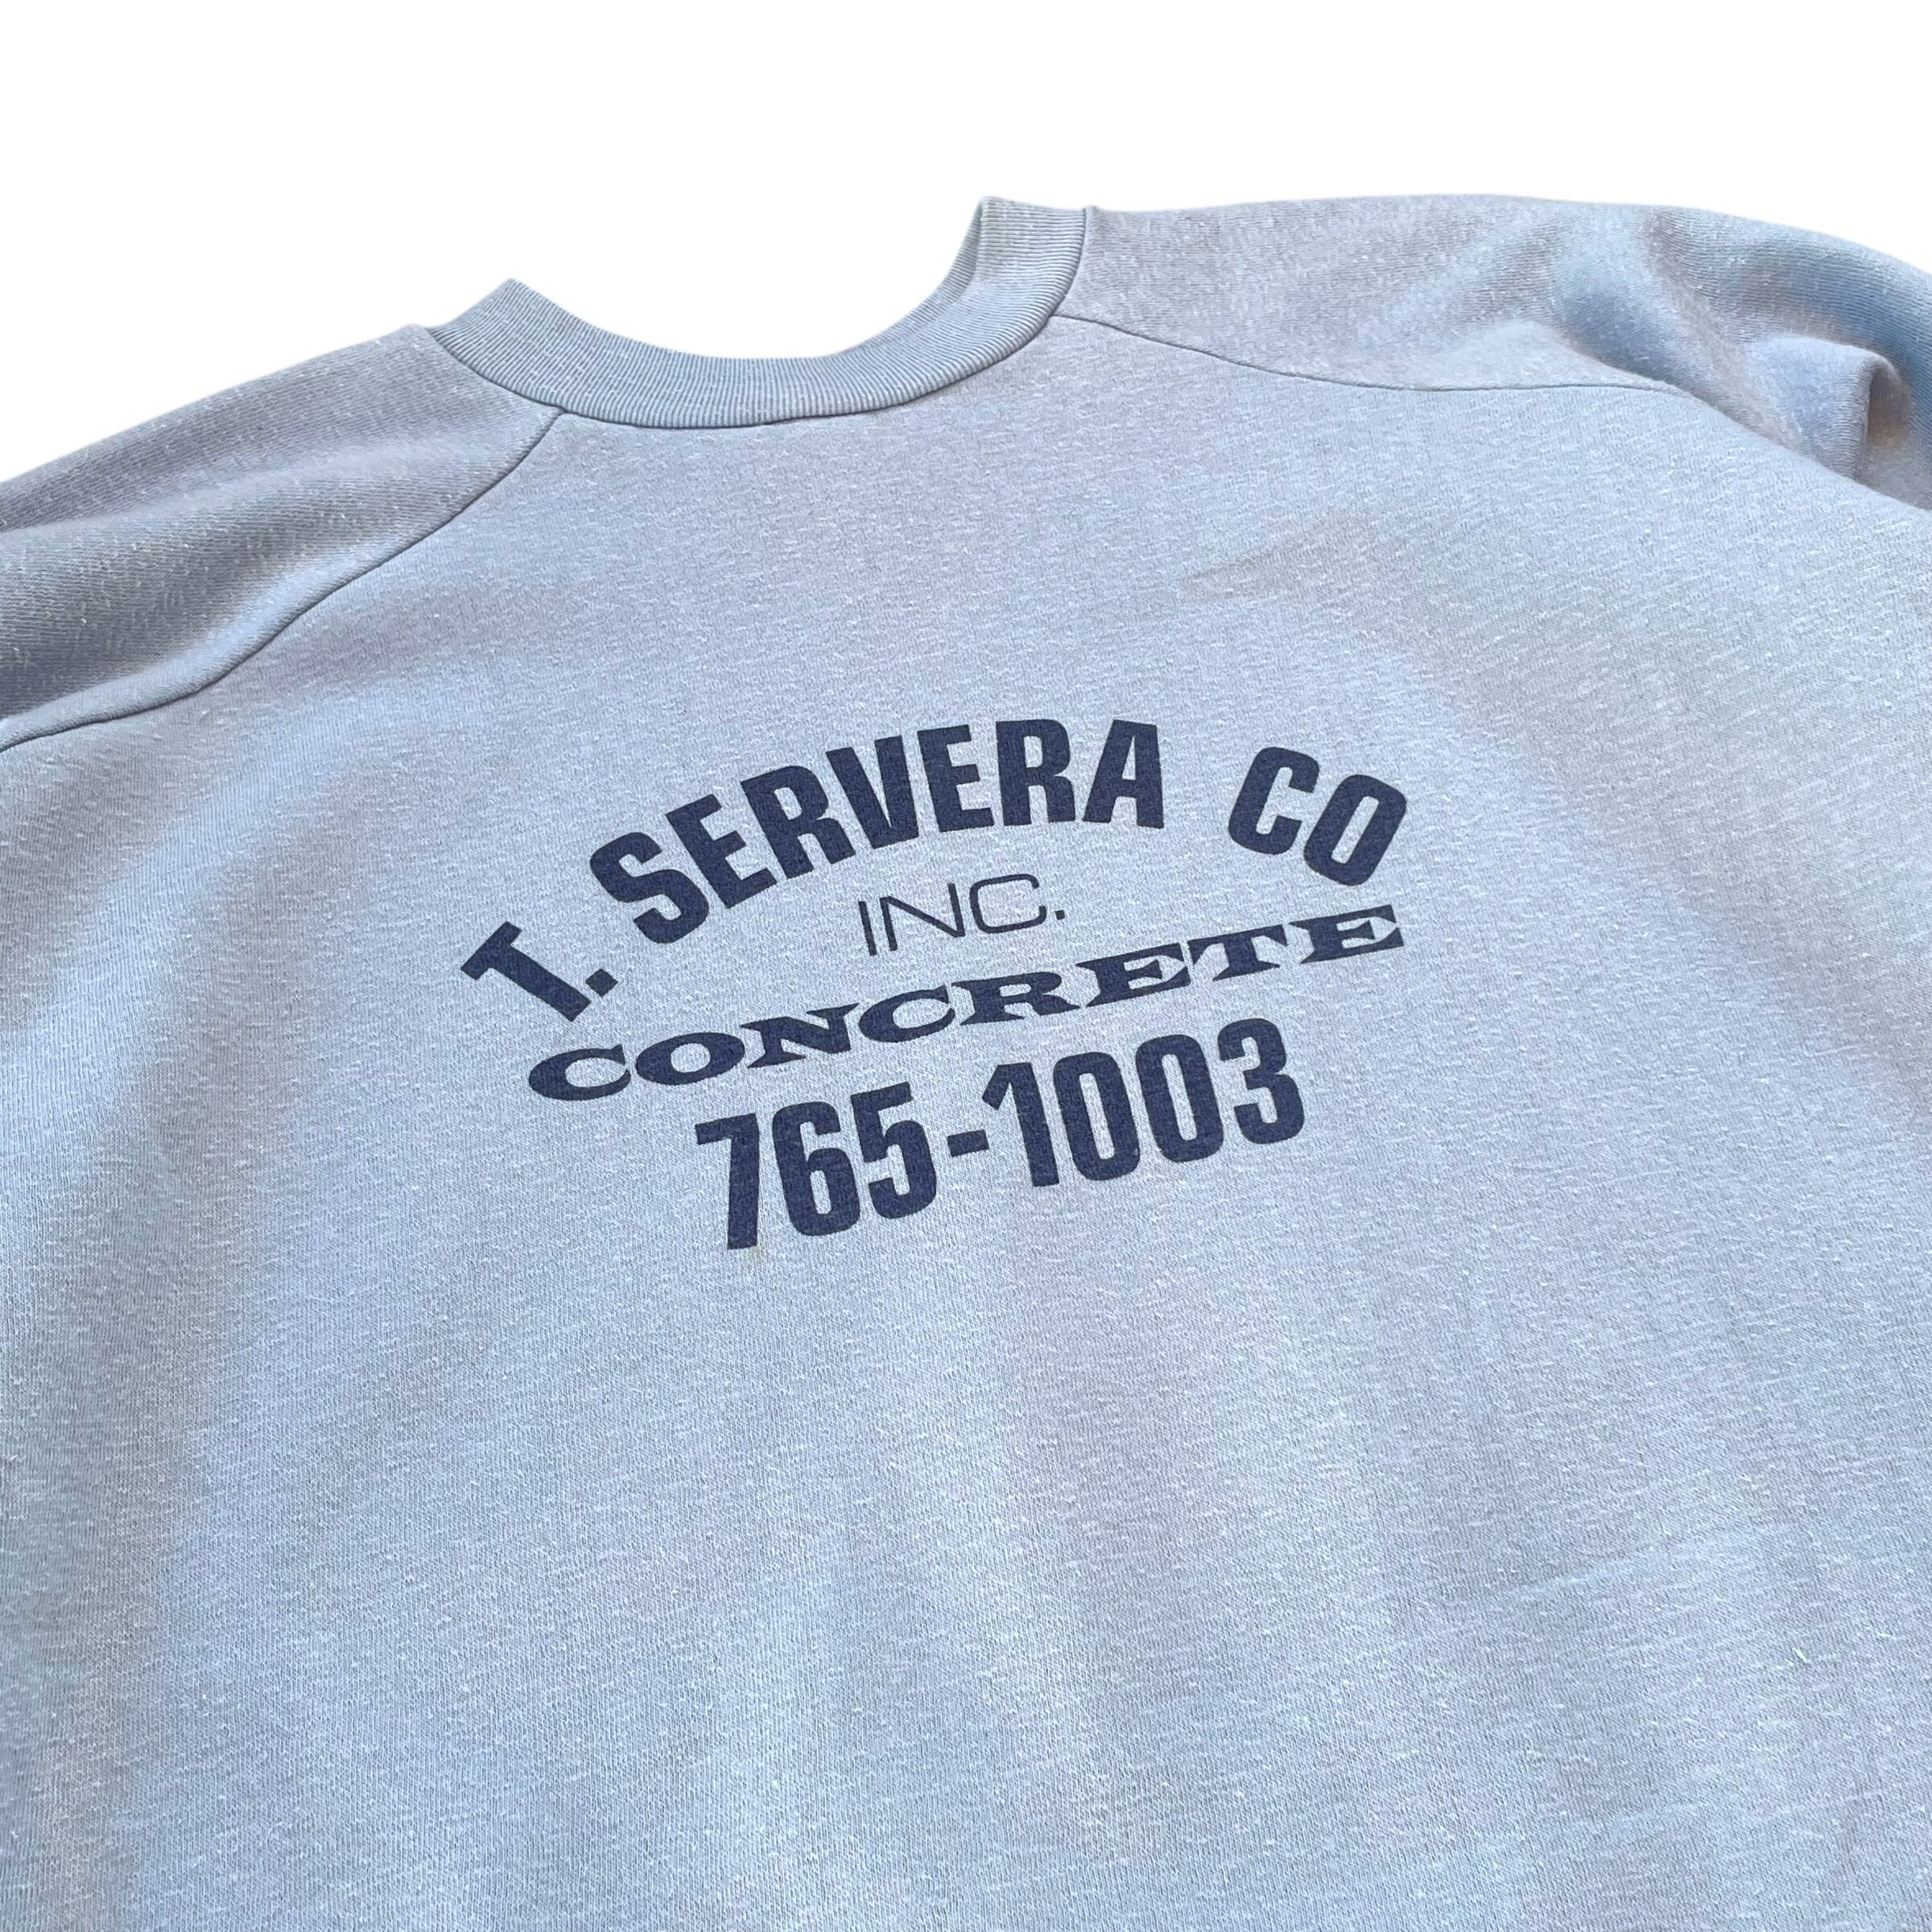 T. SERVERA CO
INC.
CONCRETE
765-1003